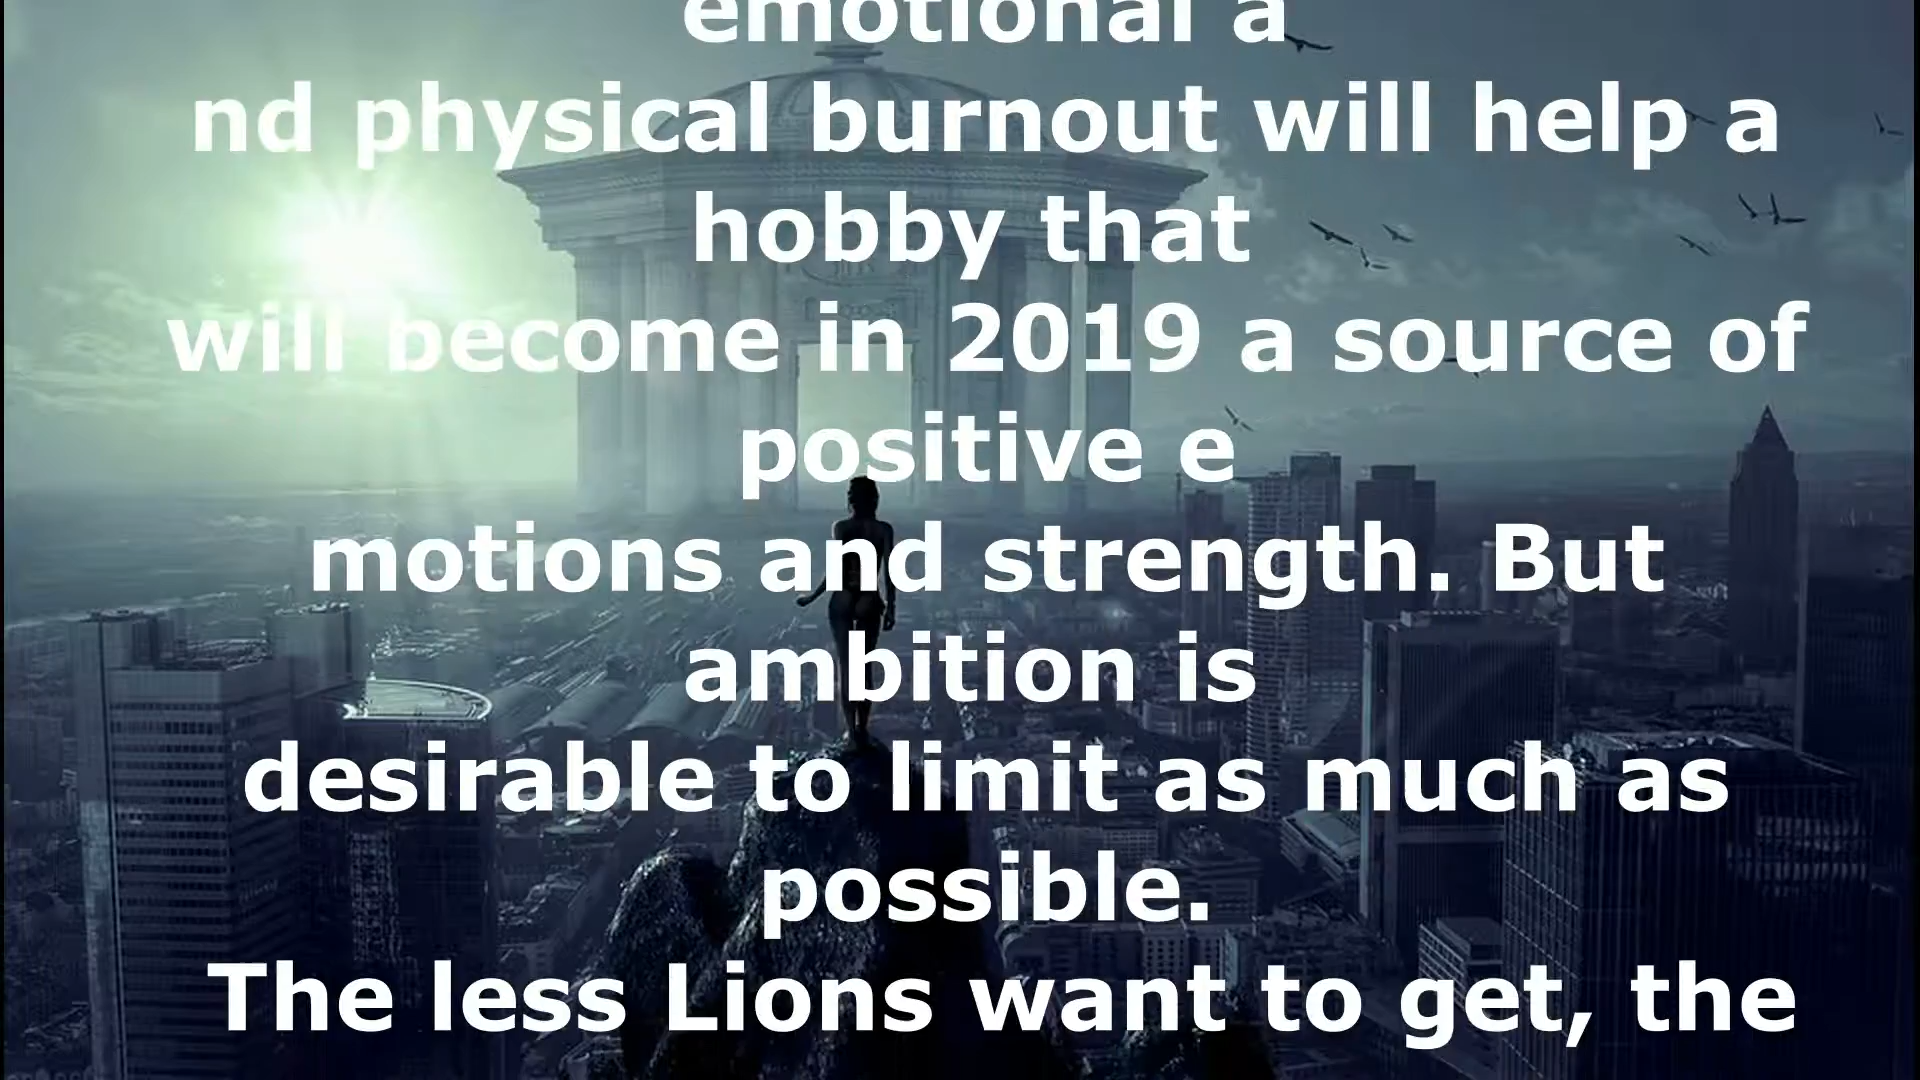 emotional a
nd physical burnout will help a
hobby that
will become in 2019 a source of
positive e
motions and strength. But
ambition is
desirable to limit as much as
possible.
The less Lions want to get, the